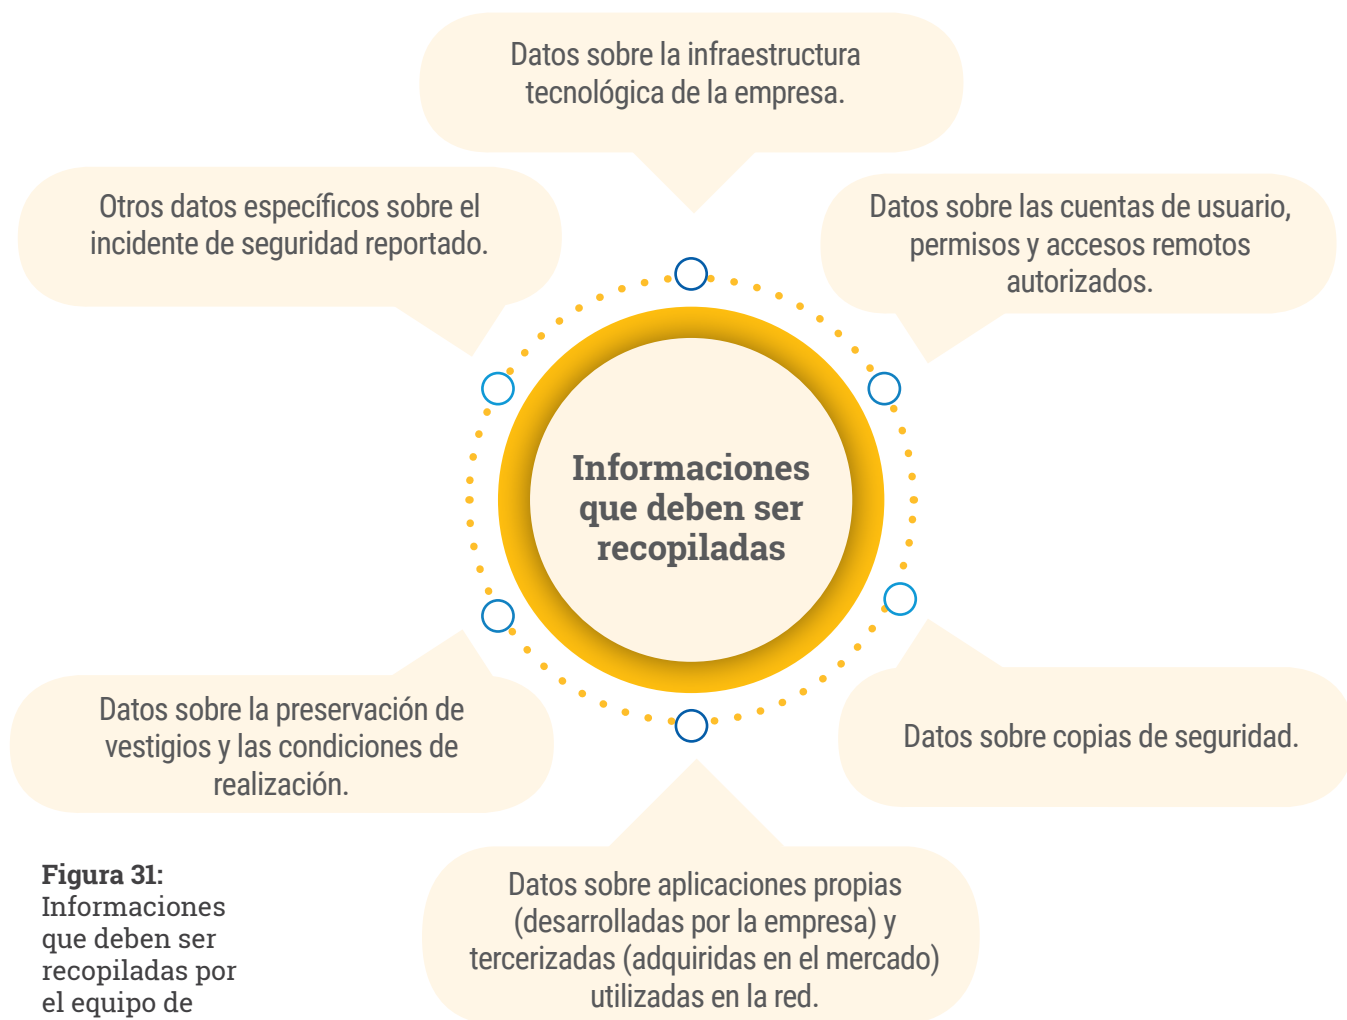 Datos sobre la infraestructura
tecnológica de la empresa.
Otros datos específicos sobre el
incidente de seguridad reportado.
Datos sobre las cuentas de usuario,
permisos y accesos remotos
autorizados.
Informaciones
que deben ser
recopiladas
Datos sobre la preservación de
vestigios y las condiciones de
realización.
Datos sobre copias de seguridad.
Datos sobre aplicaciones propias
(desarrolladas por la empresa) y
tercerizadas (adquiridas en el mercado)
utilizadas en la red.
Figura 31:
Informaciones
que deben ser
recopiladas por
el equipo de